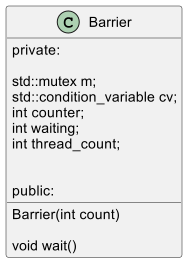 C Barrier
private:
std::mutex m;
std::condition_variable cv;
int counter;
int waiting;
int thread_count;
public:
Barrier(int count)
void wait()